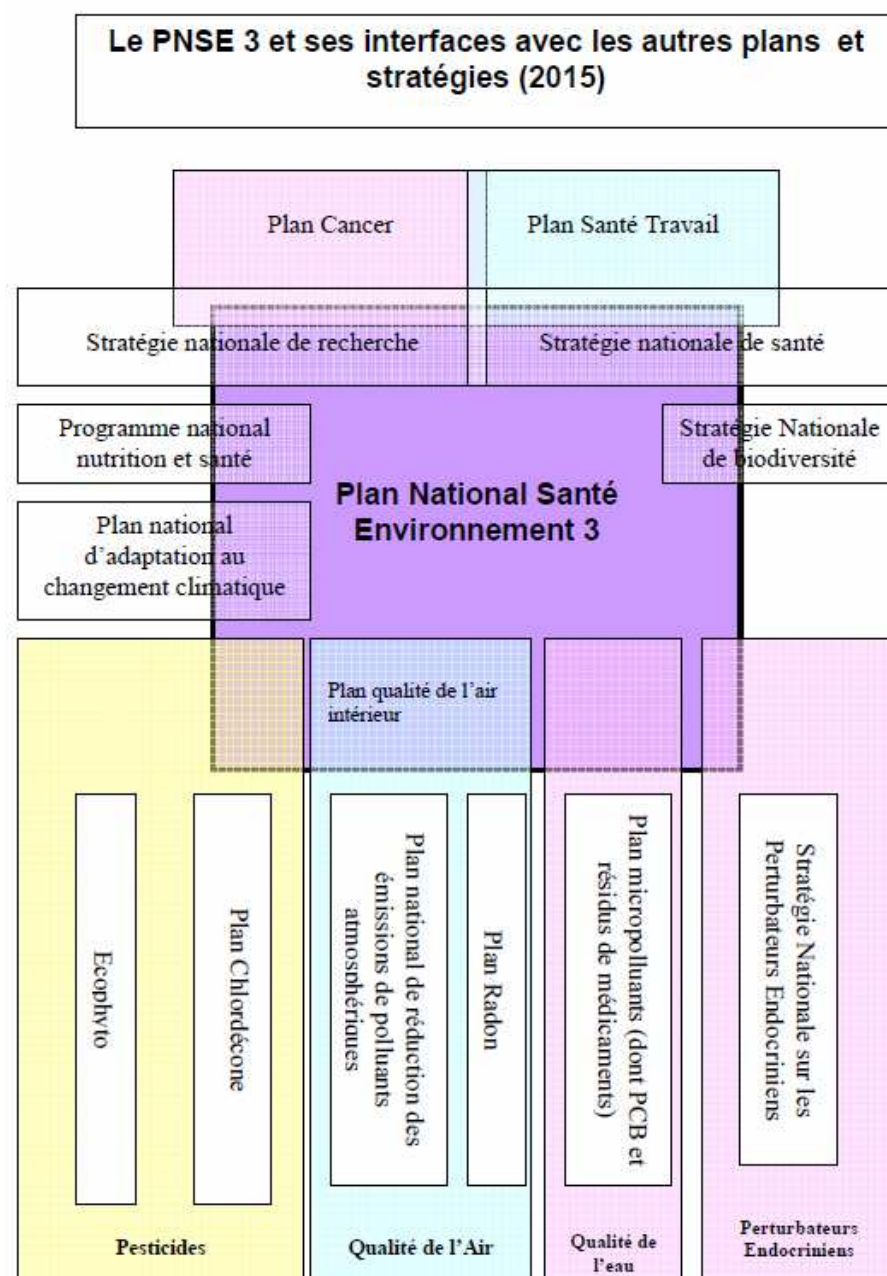 Le PNSE 3 et ses interfaces avec les autres plans et
stratégies (2015)
Plan Cancer
Plan Santé Travail
Stratégie nationale de recherche
Stratégie nationale de santé
Programme national
nutrition et santé
Stratégie Nationale
de biodiversité
Plan National Santé
Environnement 3
Plan national
d’adaptation au
changement climatique
Plan qualité de l’air
intérieur
Ecophyto
Plan Chlordécone
Plan national de réduction des
émissions de polluants
atmosphériques
Plan Radon
Plan micropolluants (dont PCB et
résidus de médicaments)
Stratégie Nationale sur les
Perturbateurs Endocriniens
Pesticides
Qualité de l’Air
Qualité de
l’eau
Perturbateurs
Endocriniens